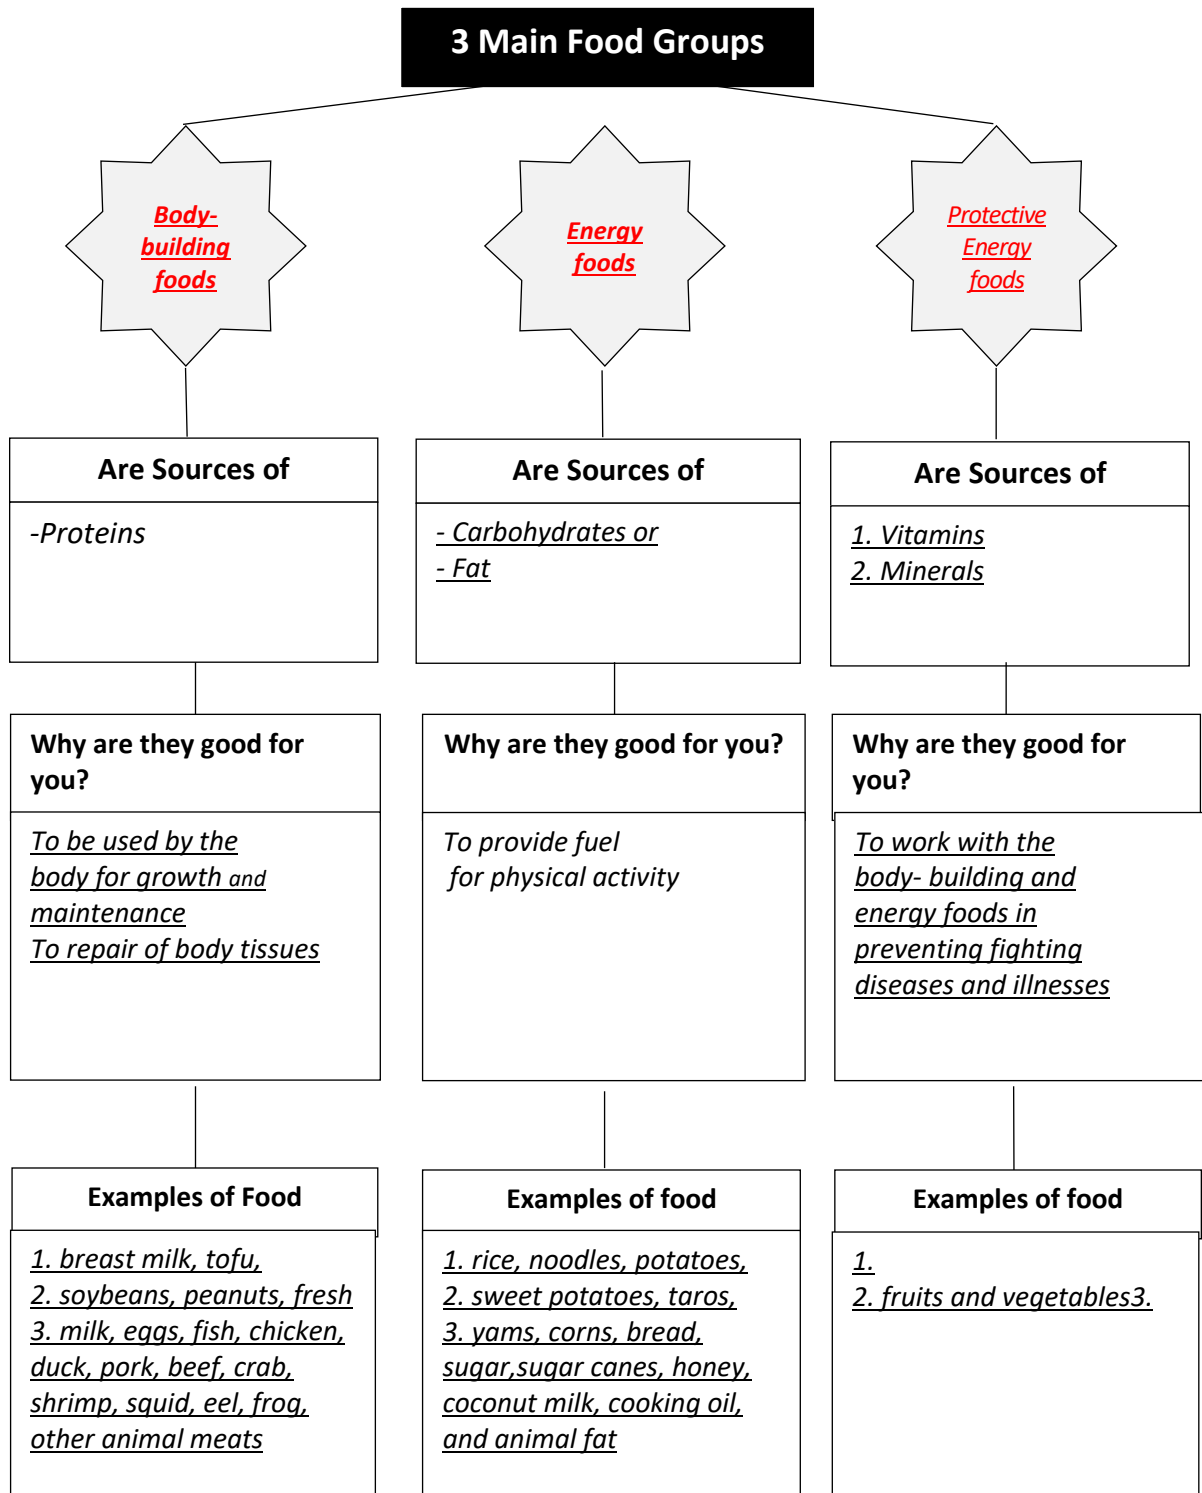 3 Main Food Groups
Body-
building
foods
Energy
foods
Protective
Energy
foods
Are Sources of
-Proteins
Are Sources of
- Carbohydrates or
- Fat
Are Sources of
1. Vitamins
2. Minerals
Why are they good for
you?
To be used by the
body for growth and
maintenance
To repair of body tissues
Why are they good for you?
To provide fuel
for physical activity
Why are they good for
you?
To work with the
body- building and
energy foods in
preventing fighting
diseases and illnesses
Examples of Food
1. breast milk, tofu,
2. soybeans, peanuts, fresh
3. milk, eggs, fish, chicken,
duck, pork, beef, crab,
shrimp, squid, eel, frog,
other animal meats
Examples of food
1. rice, noodles, potatoes,
2. sweet potatoes, taros,
3. yams, corns, bread,
sugar,sugar canes, honey,
coconut milk, cooking oil,
and animal fat
Examples of food
1.
2. fruits and vegetables3.